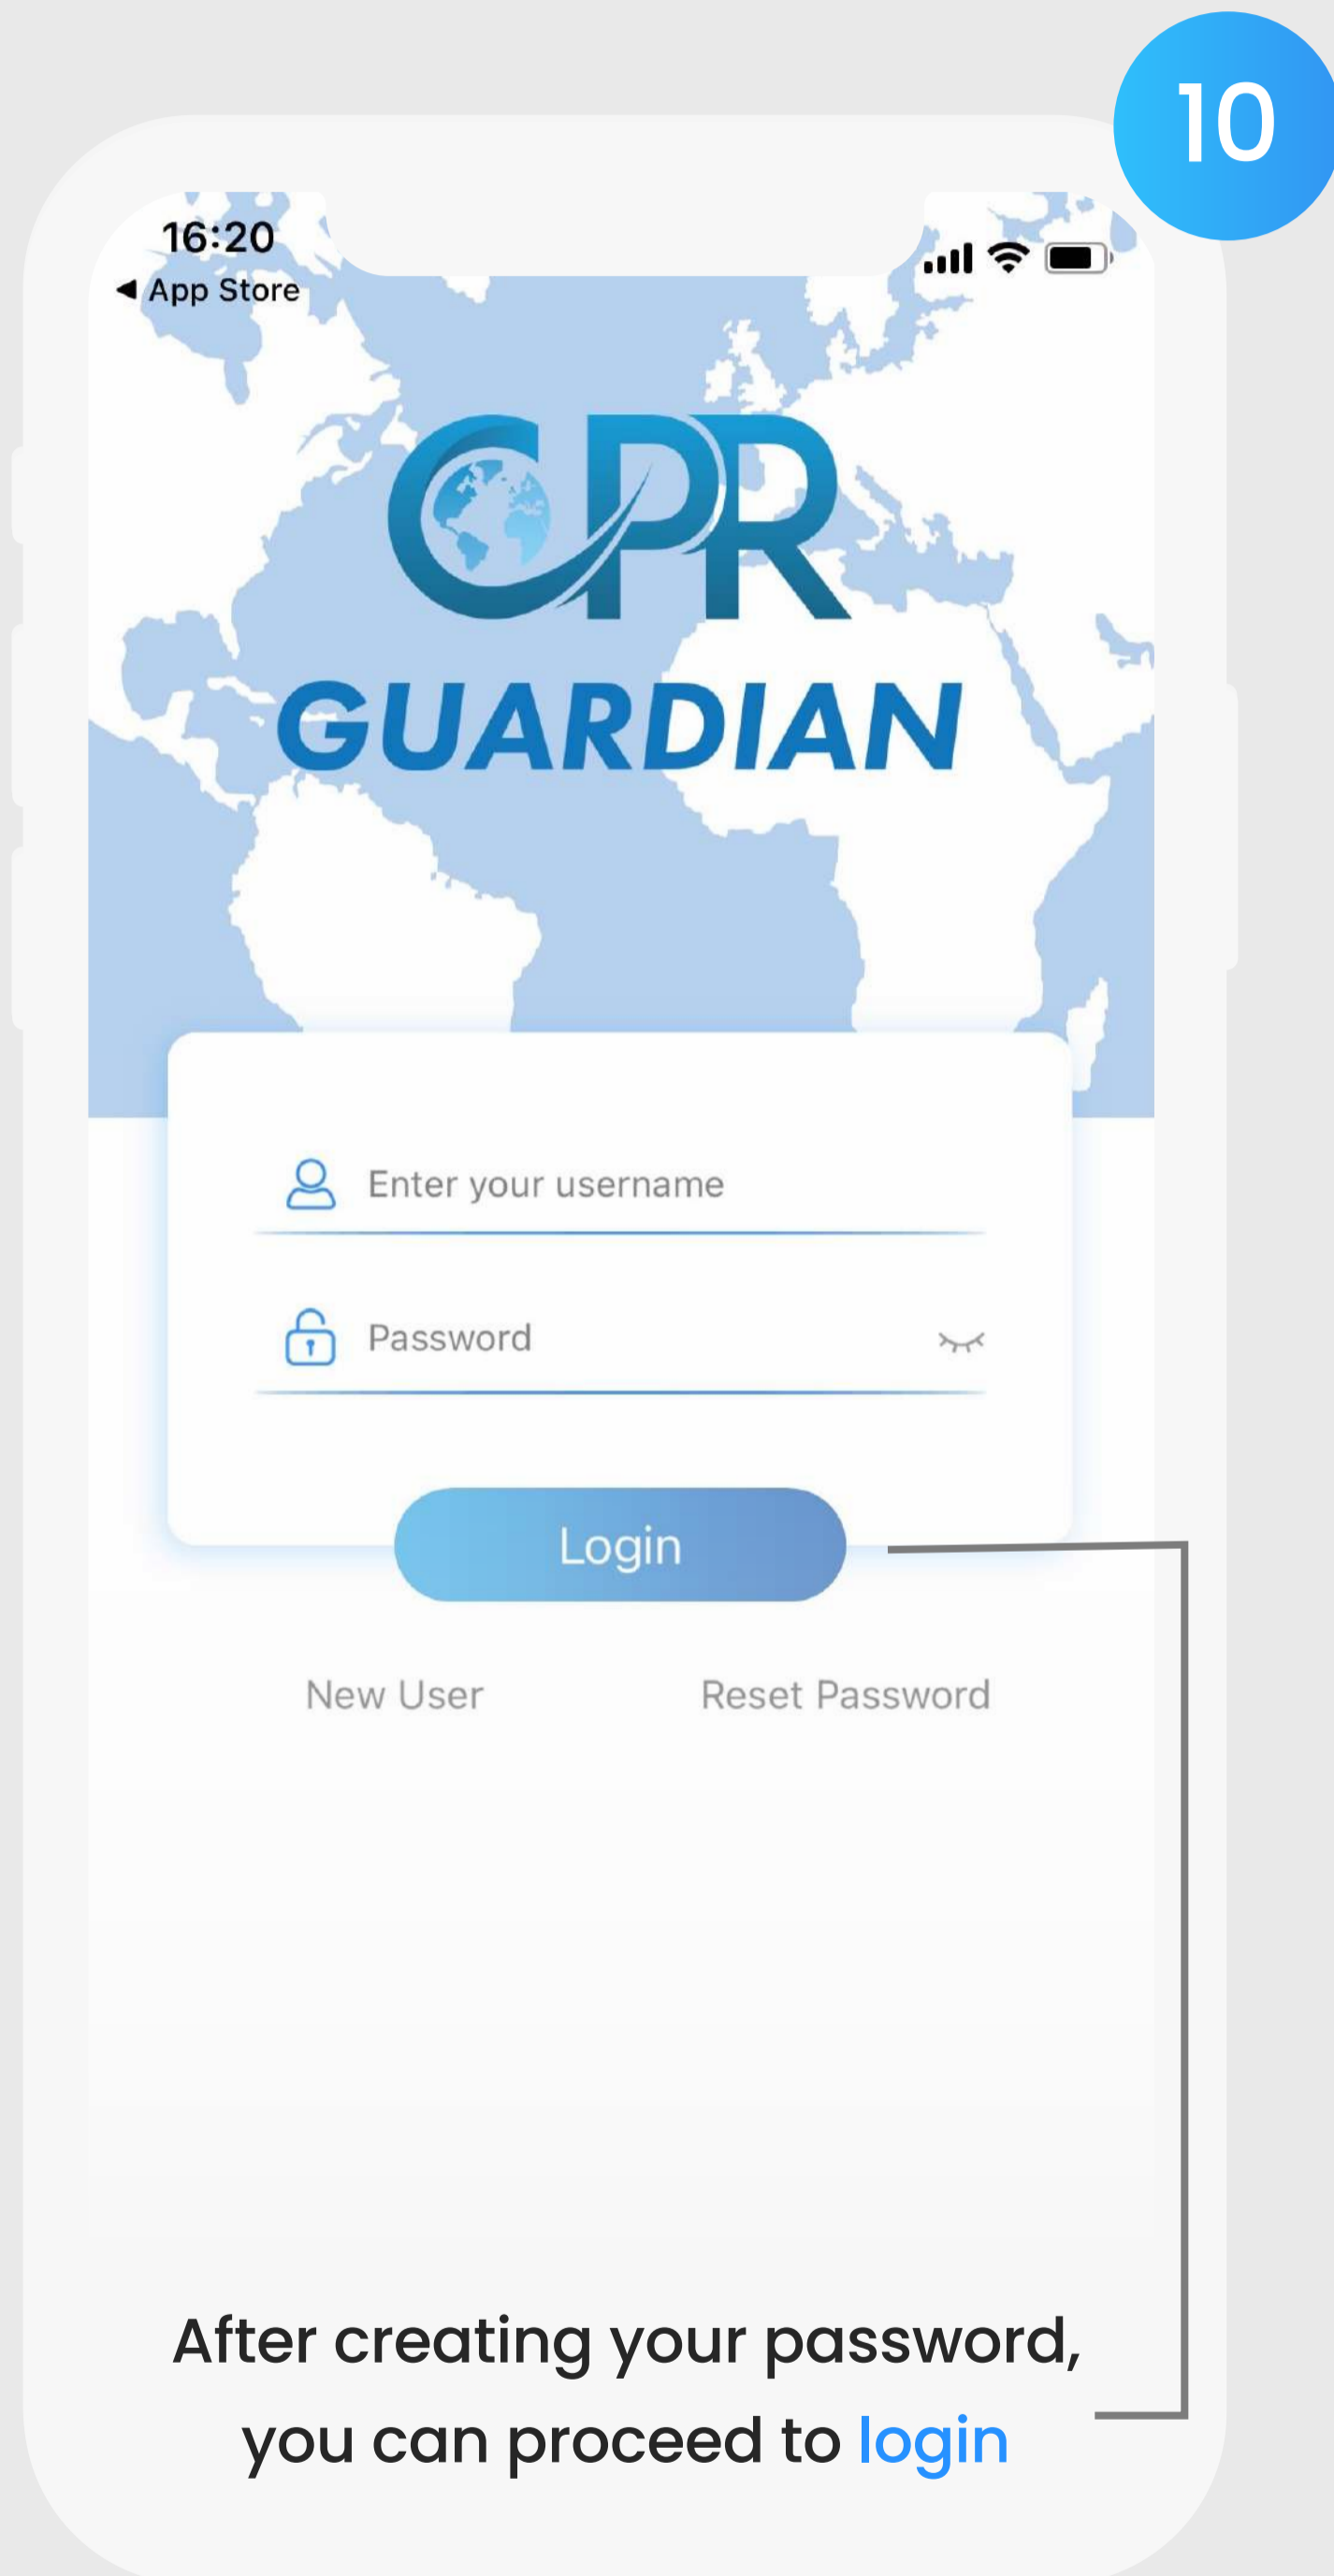 10
16:20
◀ App Store
CPR
GUARDIAN
Enter your username
Password
Login
New User Reset Password
After creating your password,
you can proceed to login